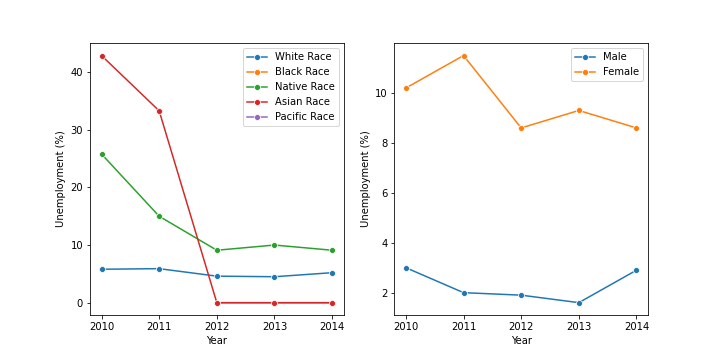 Unemployment (%)
40
30
20
10
0
2010 2011 2012 2013 2014
Year
White Race
Black Race
Native Race
Asian Race
Pacific Race
Unemployment (%)
10
8
6
4
2
2010 2011 2012 2013 2014
Year
Male
Female